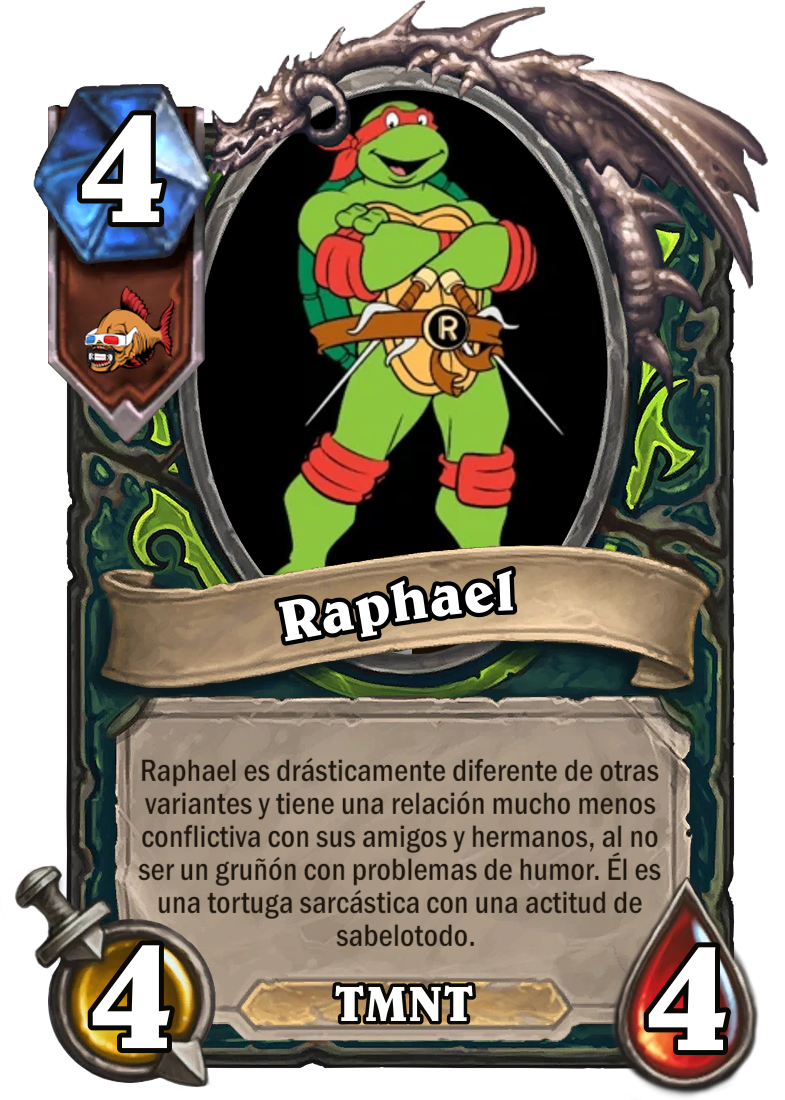 4
R
Raphael
Raphael es drásticamente diferente de otras
variantes y tiene una relación mucho menos
conflictiva con sus amigos y hermanos, al no
ser un gruñón con problemas de humor. Él es
una tortuga sarcástica con una actitud de
sabelotodo.
4
TMNT
4